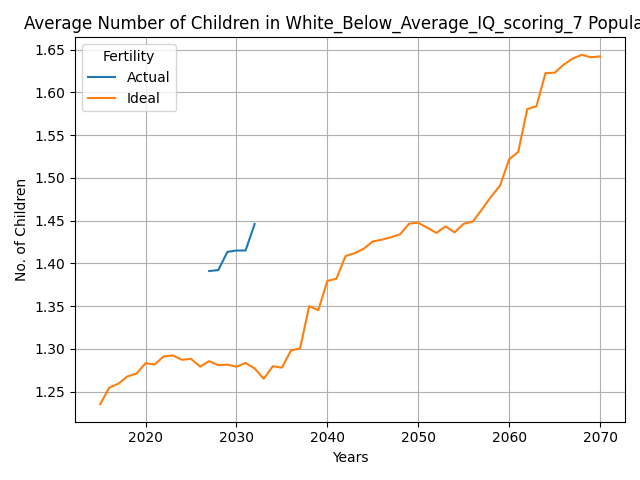 Average Number of Children in White_Below_Average_IQ_scoring_7 Popula
Fertility
Actual
Ideal
No. of Children
1.65
1.60
1.55
1.50
1.45
1.40
1.35
1.30
1.25
2020 2030 2040 2050 2060 2070
Years